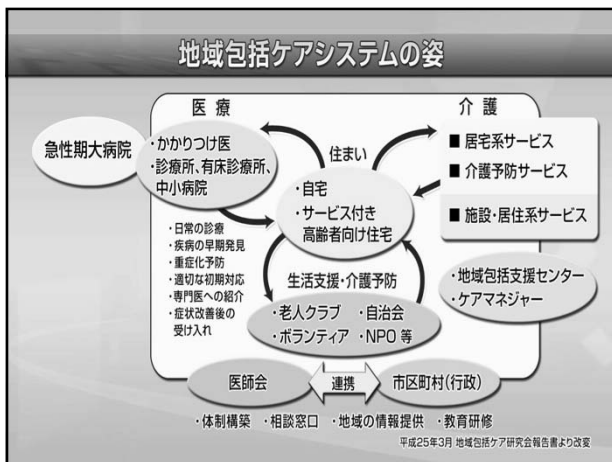 地域包括ケアシステムの姿
医療
介護
急性期大病院
・かかりつけ医
・診療所、有床診療所、
中小病院
住まい
・自宅
・サービス付き
高齢者向け住宅
■ 居宅系サービス
■ 介護予防サービス
■ 施設・居住系サービス
・日常の診療
・疾病の早期発見
・重症化予防
・適切な初期対応
・専門医への紹介
・症状改善後の
受け入れ
生活支援・介護予防
・老人クラブ ・自治会
・ボランティア ・NPO 等
・地域包括支援センター
・ケアマネジャー
医師会
連携
市区町村(行政)
・体制構築 ・相談窓口 ・地域の情報提供 ・教育研修
平成25年3月 地域包括ケア研究会報告書より改変